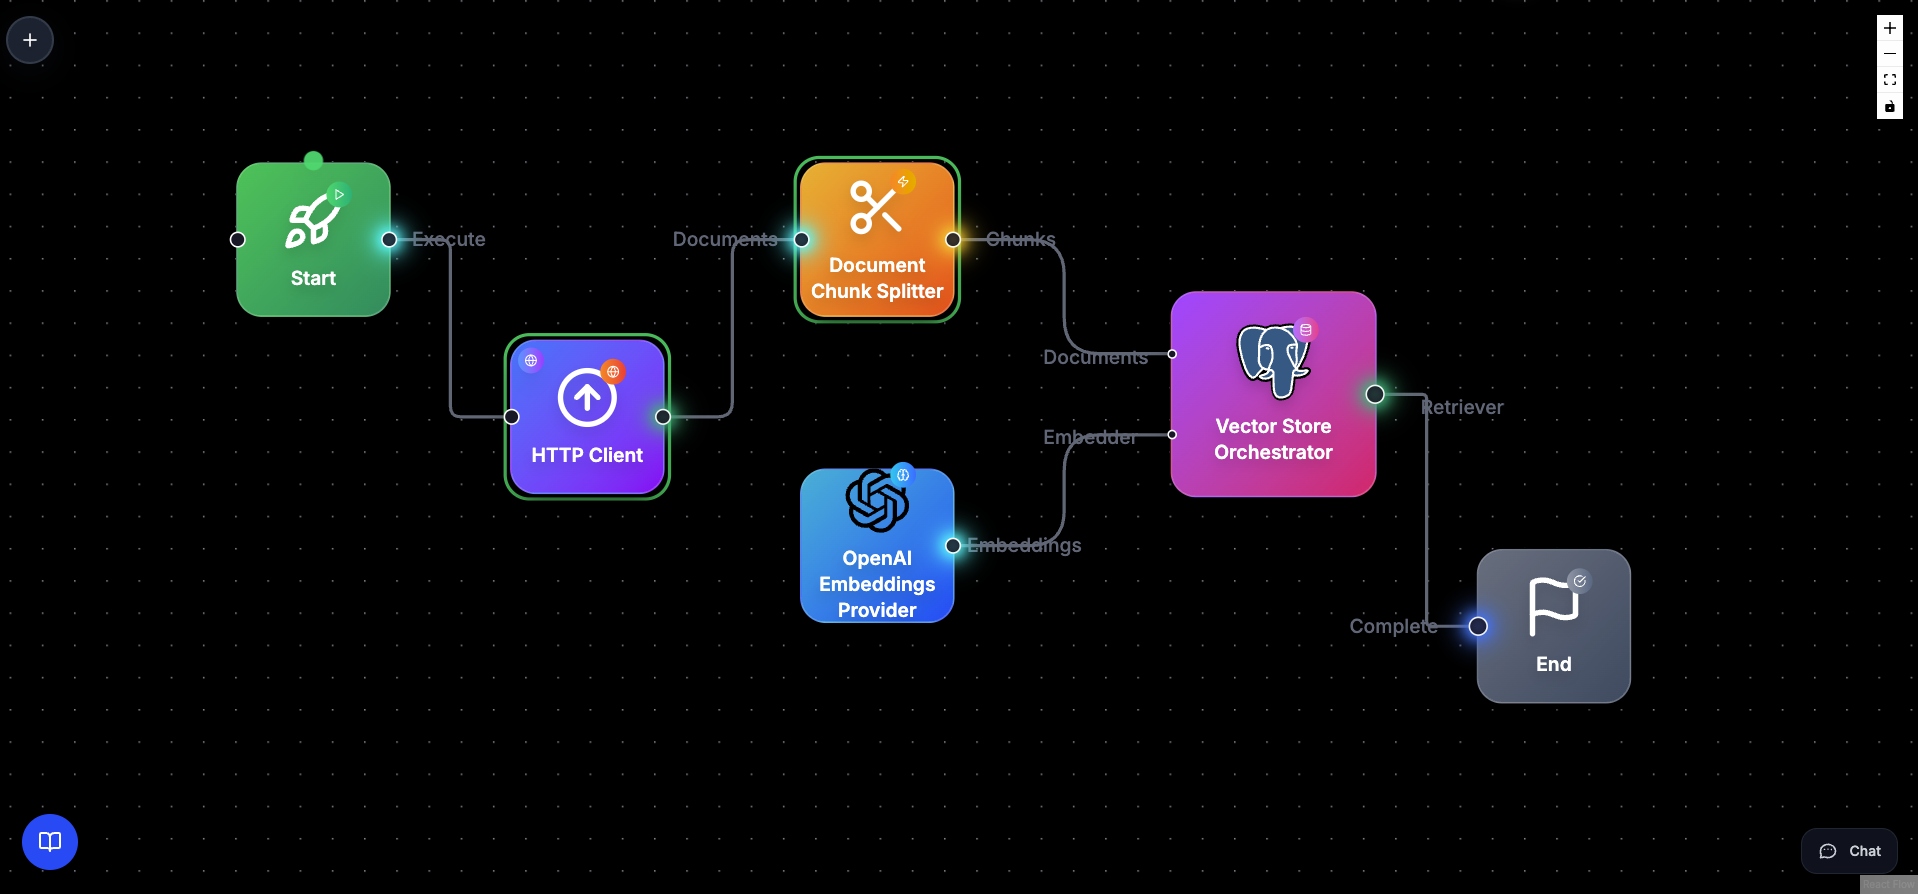 Start
Execute
HTTP Client
Documents
Document
Chunk Splitter
Chunks
OpenAI
Embeddings
Provider
Embeddings
Documents
Embedder
Vector Store
Orchestrator
Retriever
Complete
End
Chat
React Flow